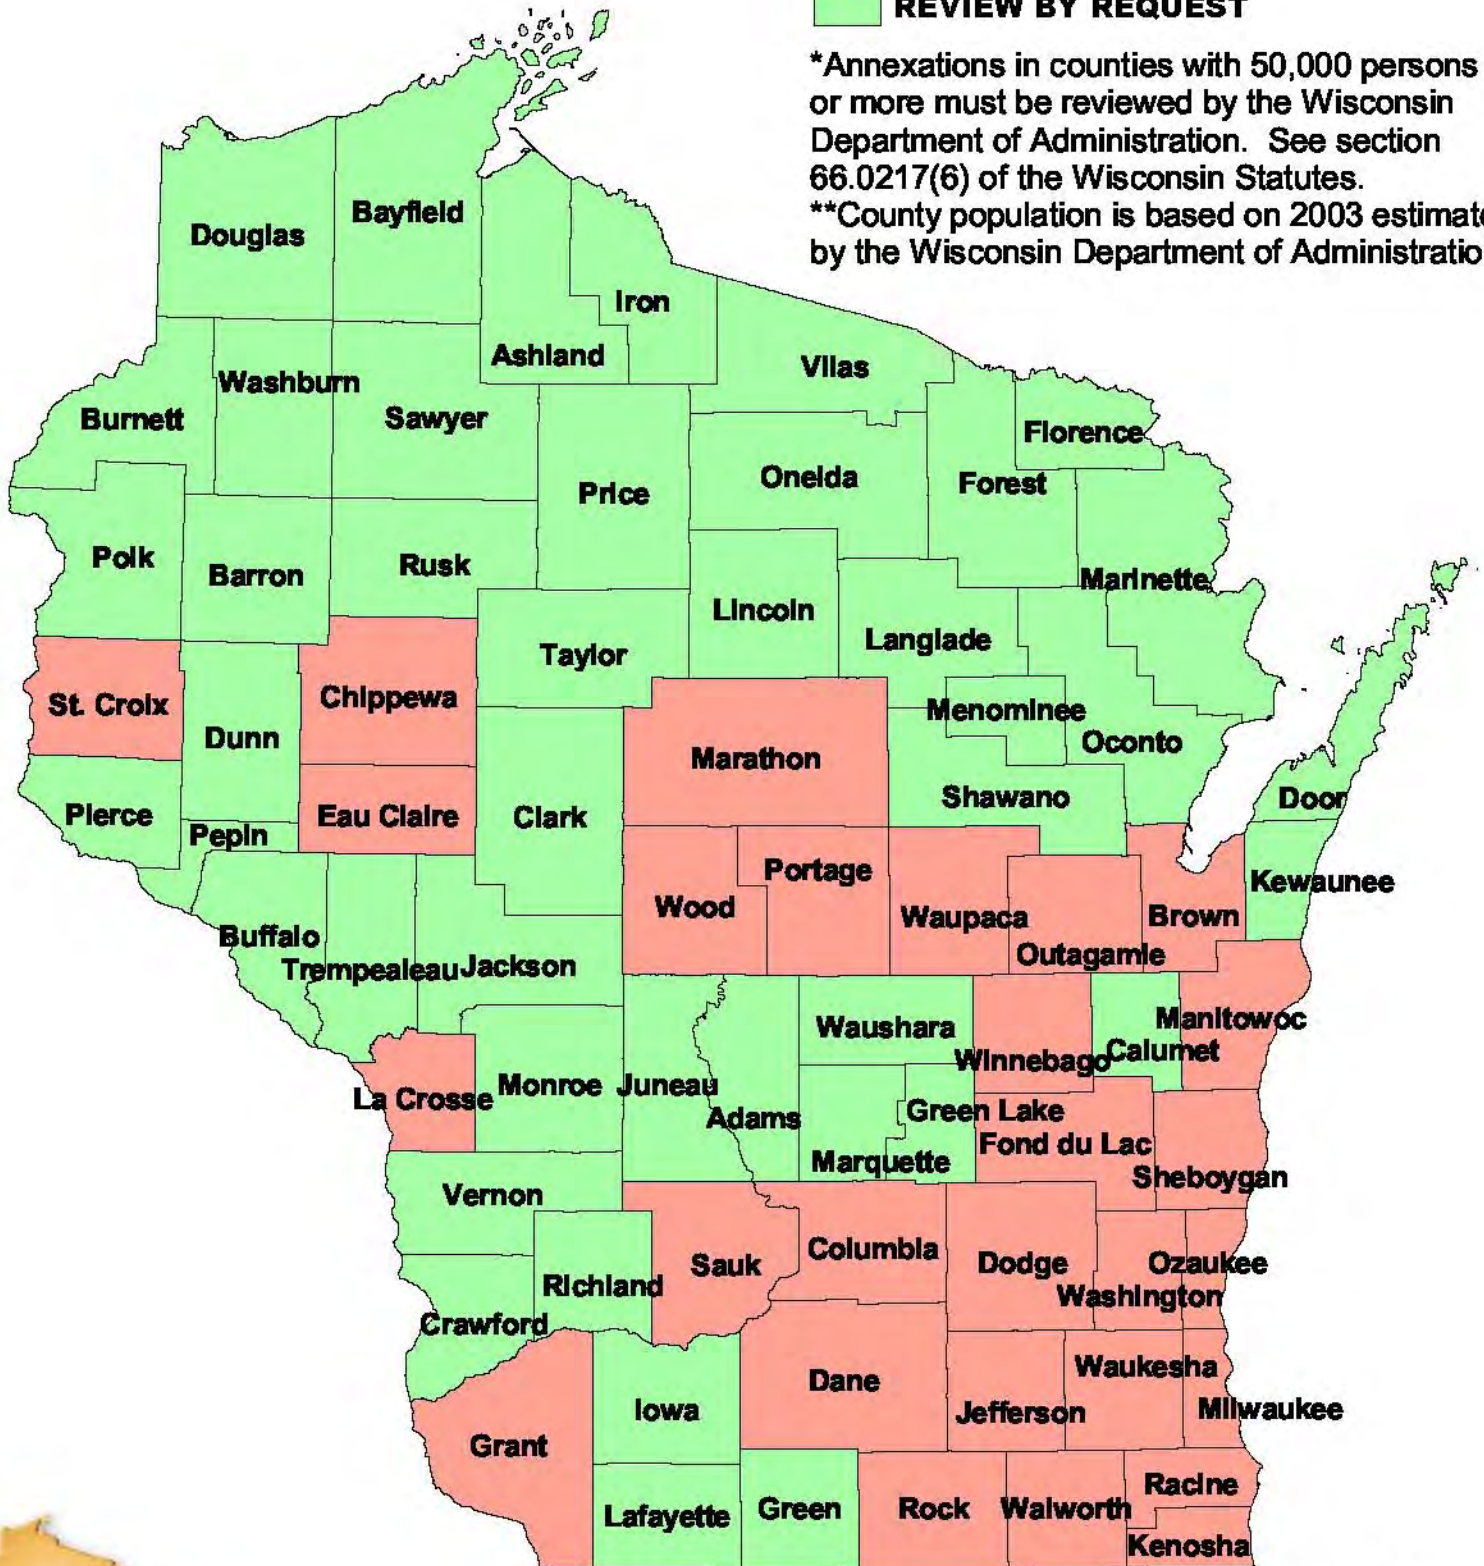 REVIEW BY REQUEST
*Annexations in counties with 50,000 persons
or more must be reviewed by the Wisconsin
Department of Administration. See section
66.0217(6) of the Wisconsin Statutes.
**County population is based on 2003 estimate
by the Wisconsin Department of Administratio
Douglas
Bayfield
Iron
Ashland
Vilas
Washburn
Burnett
Sawyer
Florence
Oneida
Forest
Price
Polk
Barron
Rusk
Marinette
Lincoln
Langlade
Taylor
St. Croix
Chippewa
Menominee
Dunn
Oconto
Marathon
Shawano
Door
Pierce
Eau Claire
Clark
Pepin
Portage
Kewaunee
Wood
Waupaca
Brown
Buffalo
Outagamie
Trempealeau
Jackson
Waushara
Manitowoc
Winnebago
Calumet
La Crosse
Monroe
Juneau
Adams
Green Lake
Fond du Lac
Marquette
Sheboygan
Vernon
Sauk
Columbia
Dodge
Ozaukee
Richland
Washington
Crawford
Dane
Waukesha
Iowa
Jefferson
Milwaukee
Grant
Racine
Lafayette
Green
Rock
Walworth
Kenosha